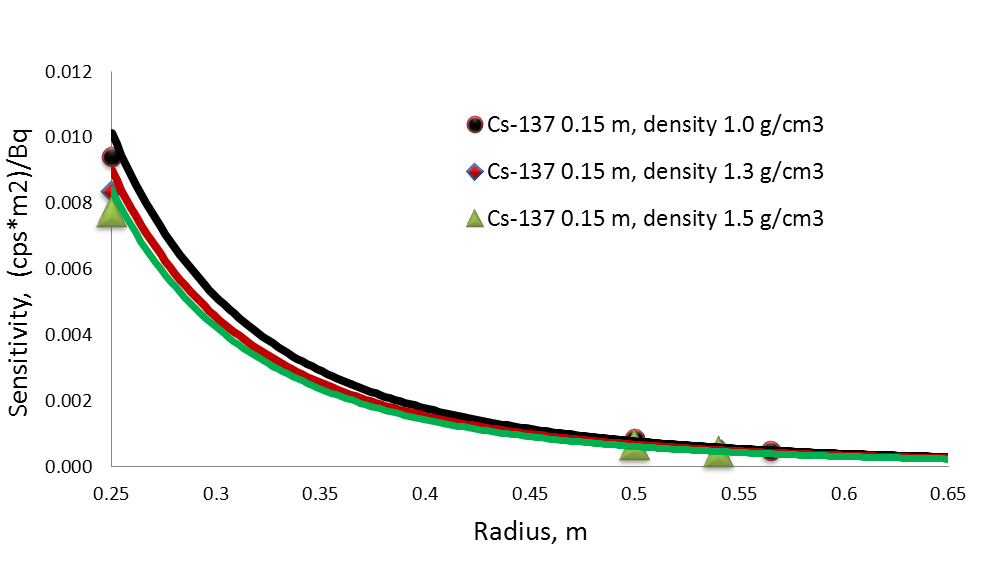 0.012
0.010
0.008
0.006
0.004
0.002
0.000
Sensitivity, (cps*m2)/Bq
Cs-137 0.15 m, density 1.0 g/cm3
Cs-137 0.15 m, density 1.3 g/cm3
Cs-137 0.15 m, density 1.5 g/cm3
0.25 0.3 0.35 0.4 0.45 0.5 0.55 0.6 0.65
Radius, m